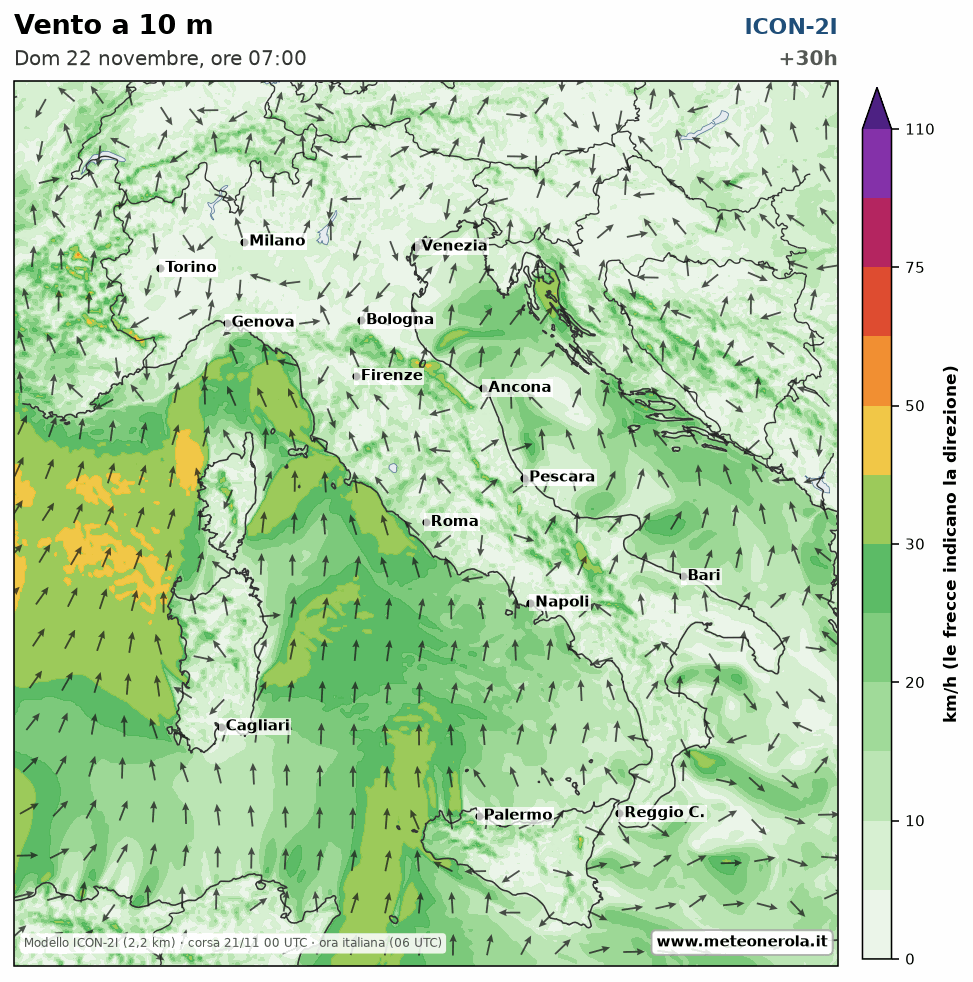 Vento a 10 m
ICON-2I
Dom 22 novembre, ore 07:00
+30h
Milano
Venezia
Torino
Genova
Bologna
Firenze
Ancona
Pescara
Roma
Bari
Napoli
Cagliari
Palermo
Reggio C.
110
75
50
30
20
10
0
km/h (le frecce indicano la direzione)
Modello ICON-2I (2,2 km) · corsa 21/11 00 UTC · ora italiana (06 UTC)
www.meteonerola.it